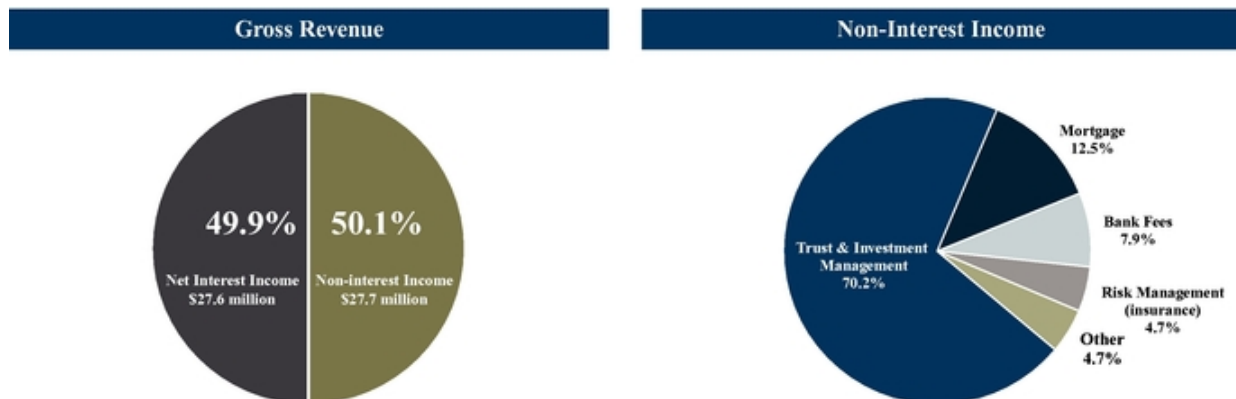 Gross Revenue
49.9%
Net Interest Income
$27.6 million
50.1%
Non-interest Income
$27.7 million
Non-Interest Income
Mortgage
12.5%
Bank Fees
7.9%
Trust & Investment
Management
70.2%
Risk Management
(insurance)
4.7%
Other
4.7%